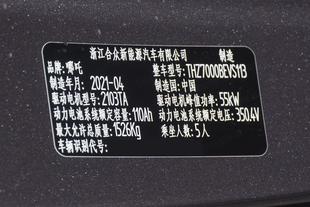 浙江合众新能源汽车有限公司 制造
品牌：哪吒 整车型号：THZ7000BEVS113
制造年月：2021-04 制造国：中国
驱动电机型号：2103TA 驱动电机峰值功率：55kW
动力电池系统额定容量：110Ah 动力电池系统额定电压：350.4V
最大允许总质量：1526Kg 乘坐人数：5人
车辆识别代号：